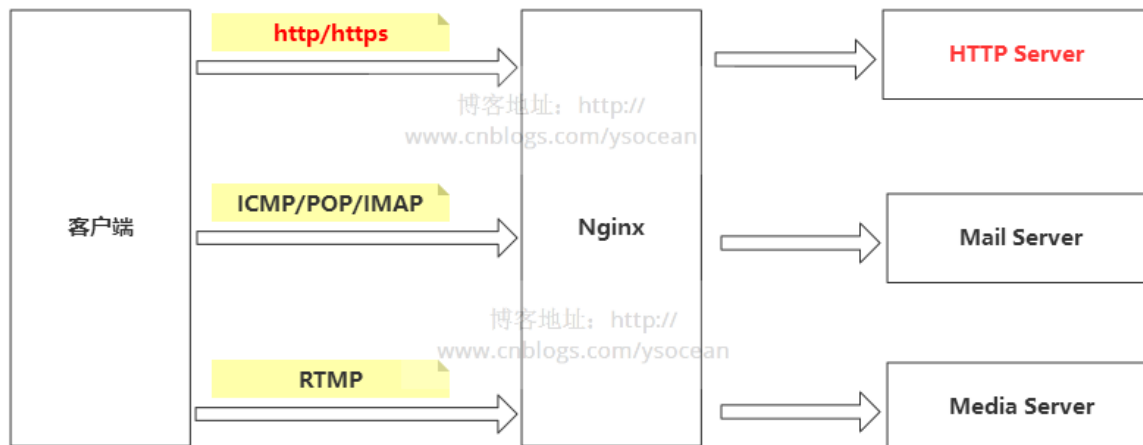 http/https
HTTP Server
博客地址：http://
www.cnblogs.com/ysocean
ICMP/POP/IMAP
客户端
Nginx
Mail Server
博客地址：http://
www.cnblogs.com/ysocean
RTMP
Media Server